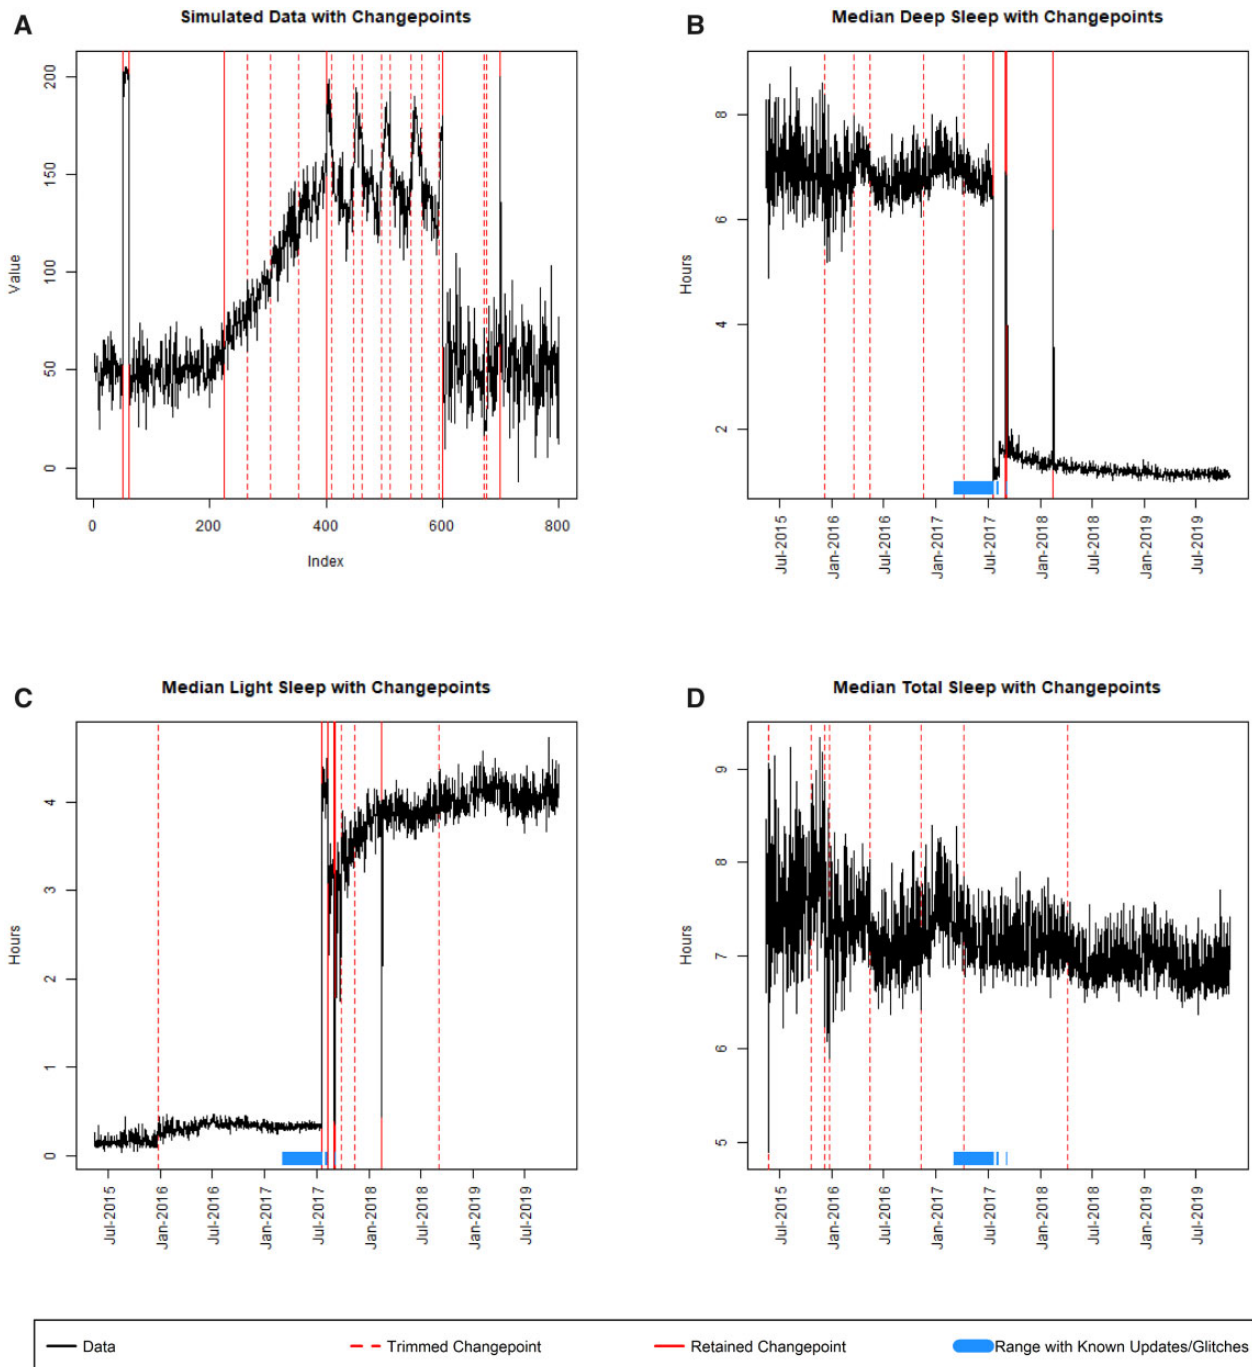 A
Simulated Data with Changepoints
200
150
100
50
0
Value
0 200 400 600 800
Index
B
Median Deep Sleep with Changepoints
8
6
4
2
Hours
Jul-2015 Jan-2016 Jul-2016 Jan-2017 Jul-2017 Jan-2018 Jul-2018 Jan-2019 Jul-2019
C
Median Light Sleep with Changepoints
4
3
2
1
0
Hours
Jul-2015 Jan-2016 Jul-2016 Jan-2017 Jul-2017 Jan-2018 Jul-2018 Jan-2019 Jul-2019
D
Median Total Sleep with Changepoints
9
8
7
6
5
Hours
Jul-2015 Jan-2016 Jul-2016 Jan-2017 Jul-2017 Jan-2018 Jul-2018 Jan-2019 Jul-2019
Data Trimmed Changepoint Retained Changepoint Range with Known Updates/Glitches